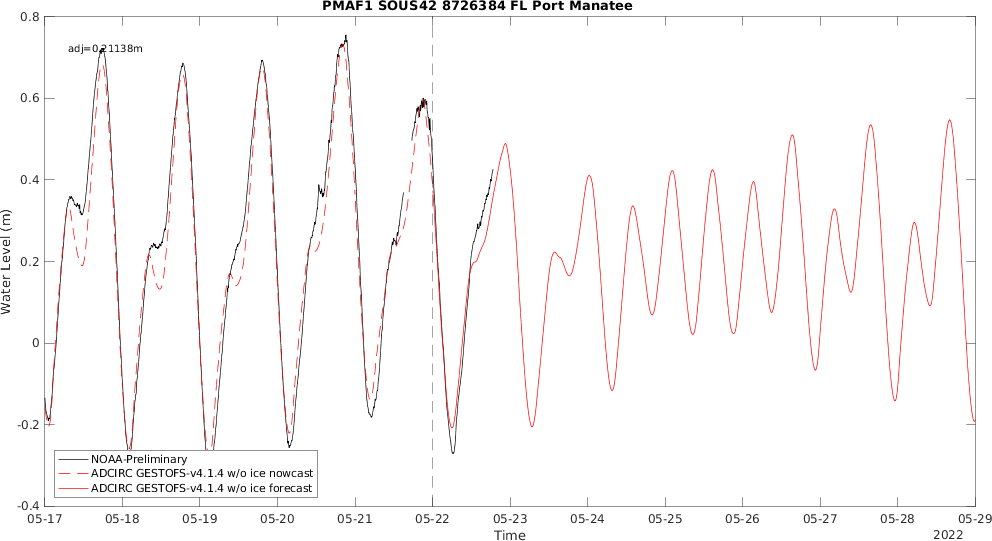 PMAF1 SOUS42 8726384 FL Port Manatee
adj=0.21138m
0.8
0.6
0.4
0.2
0
-0.2
-0.4
Water Level (m)
NOAA-Preliminary
ADCIRC GESTOFS-v4.1.4 w/o ice nowcast
ADCIRC GESTOFS-v4.1.4 w/o ice forecast
05-17 05-18 05-19 05-20 05-21 05-22 05-23 05-24 05-25 05-26 05-27 05-28 05-29
Time
2022